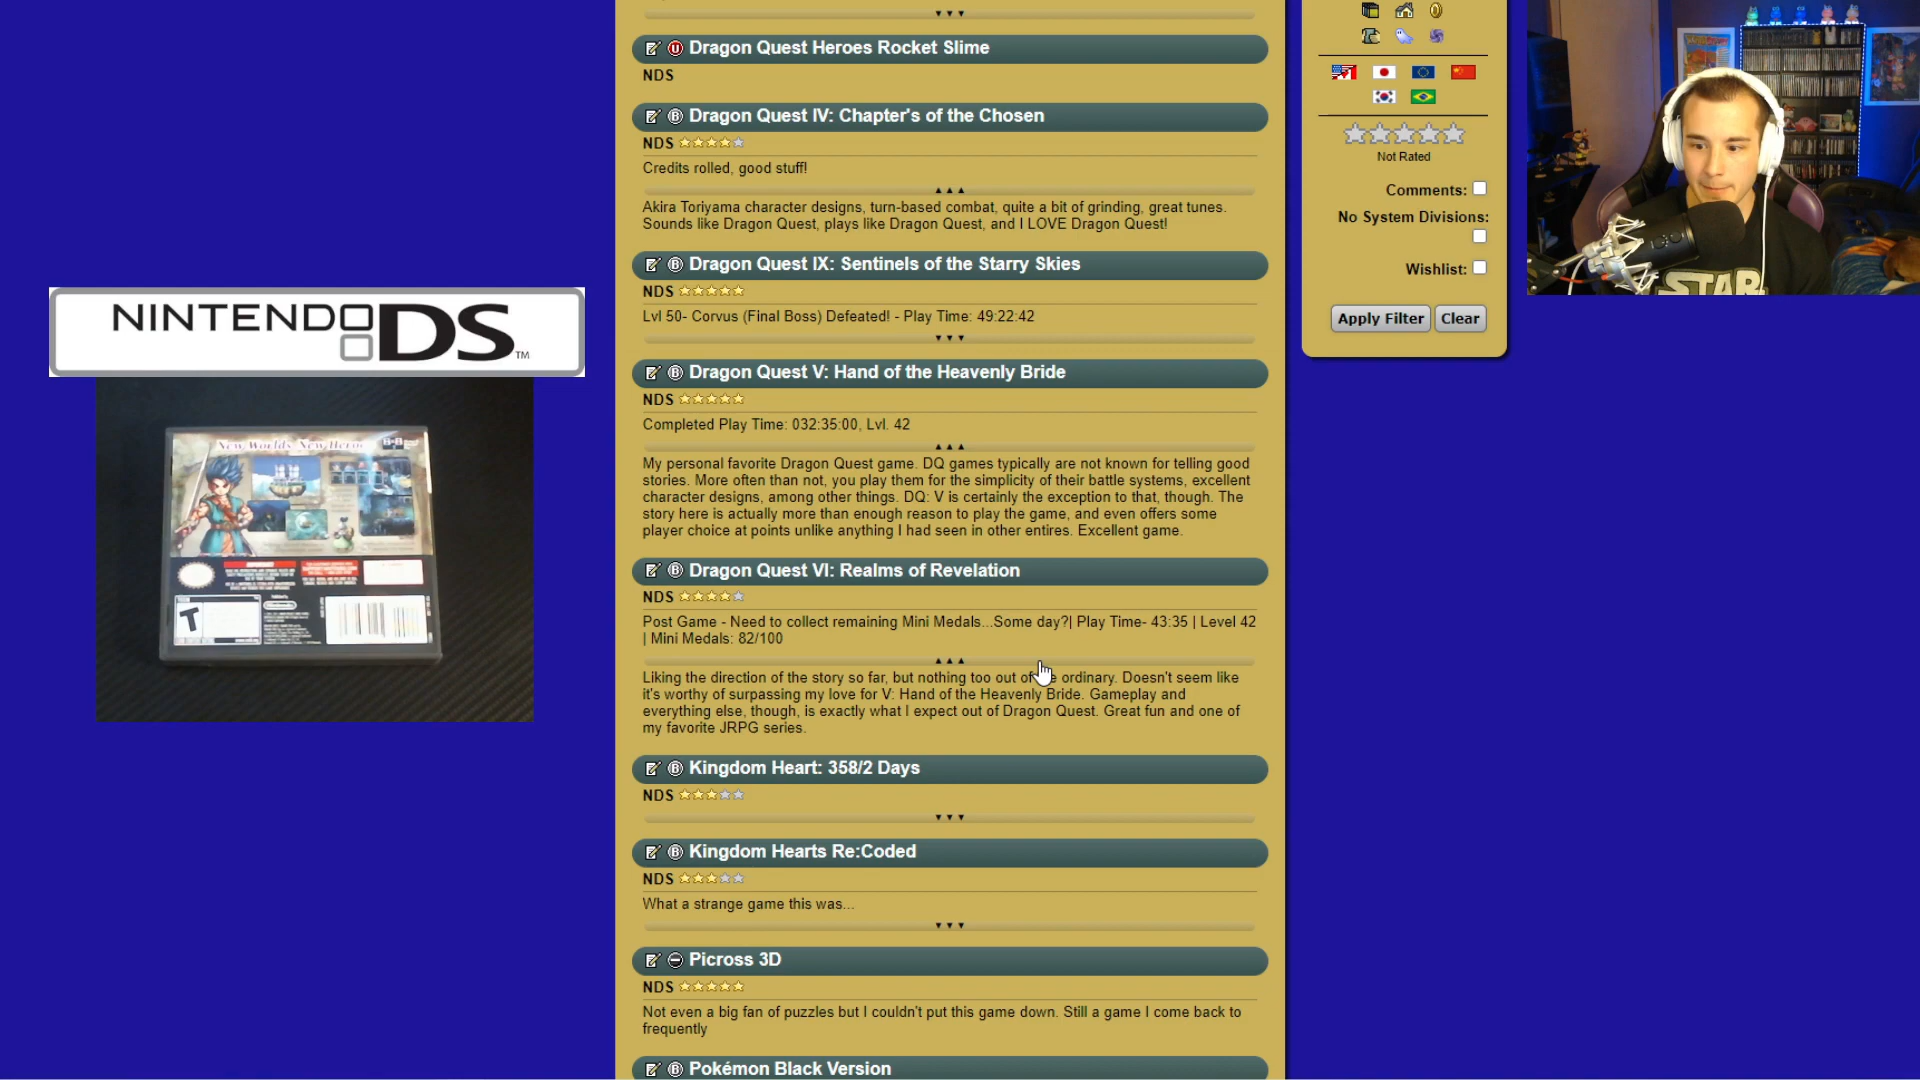 Dragon Quest Heroes Rocket Slime
NDS
Dragon Quest IV: Chapter's of the Chosen
NDS
Credits rolled, good stuff!
Akira Toriyama character designs, turn-based combat, quite a bit of grinding, great tunes.
Sounds like Dragon Quest, plays like Dragon Quest, and I LOVE Dragon Quest!
Dragon Quest IX: Sentinels of the Starry Skies
NDS
Lvl 50- Corvus (Final Boss) Defeated! - Play Time: 49:22:42
Dragon Quest V: Hand of the Heavenly Bride
NDS
Completed Play Time: 032:35:00, Lvl. 42
My personal favorite Dragon Quest game. DQ games typically are not known for telling good
stories. More often than not, you play them for the simplicity of their battle systems, excellent
character designs, among other things. DQ: V is certainly the exception to that, though. The
story here is actually more than enough reason to play the game, and even offers some
player choice at points unlike anything I had seen in other entires. Excellent game.
Dragon Quest VI: Realms of Revelation
NDS
Post Game - Need to collect remaining Mini Medals...Some day?| Play Time- 43:35 | Level 42
| Mini Medals: 82/100
Liking the direction of the story so far, but nothing too out of ordinary. Doesn't seem like
it's worthy of surpassing my love for V: Hand of the Heavenly Bride. Gameplay and
everything else, though, is exactly what I expect out of Dragon Quest. Great fun and one of
my favorite JRPG series.
Kingdom Heart: 358/2 Days
NDS
Kingdom Hearts Re:Coded
NDS
What a strange game this was...
Picross 3D
NDS
Not even a big fan of puzzles but I couldn't put this game down. Still a game I come back to
frequently
Pokémon Black Version
NINTENDO DS TM
New Worlds, New Heroes
T
Not Rated
Comments:
No System Divisions:
Wishlist:
Apply Filter Clear
STAR